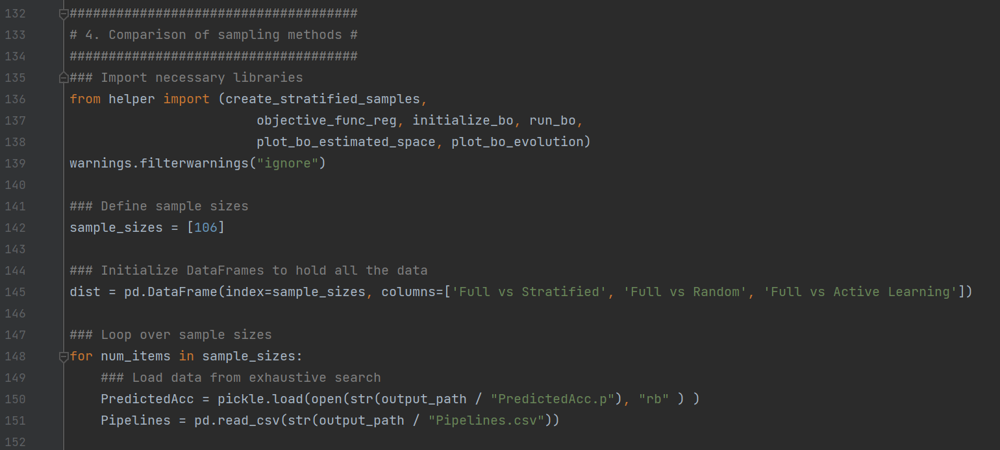 132 #####################################
133 # 4. Comparison of sampling methods #
134 #####################################
135 ### Import necessary libraries
136 from helper import (create_stratified_samples,
137                         objective_func_reg, initialize_bo, run_bo,
138                         plot_bo_estimated_space, plot_bo_evolution)
139 warnings.filterwarnings("ignore")
140
141 ### Define sample sizes
142 sample_sizes = [106]
143
144 ### Initialize DataFrames to hold all the data
145 dist = pd.DataFrame(index=sample_sizes, columns=['Full vs Stratified', 'Full vs Random', 'Full vs Active Learning'])
146
147 ### Loop over sample sizes
148 for num_items in sample_sizes:
149     ### Load data from exhaustive search
150     PredictedAcc = pickle.load(open(str(output_path / "PredictedAcc.p"), "rb" ) )
151     Pipelines = pd.read_csv(str(output_path / "Pipelines.csv"))
152